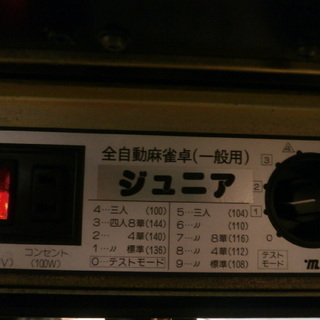 全自動麻雀卓(一般用)
ジュニア
4…三人 (100)
3…四人8華(144)
2… 4華(140)
1…〃 標準(136)
0…テストモード
5…三人 (104)
6…〃 (110)
7…〃 8華(116)
8…〃 4華(112)
9…〃 標準(108)
3
2
1
0
テスト
モード
コンセント
(100W)
V)